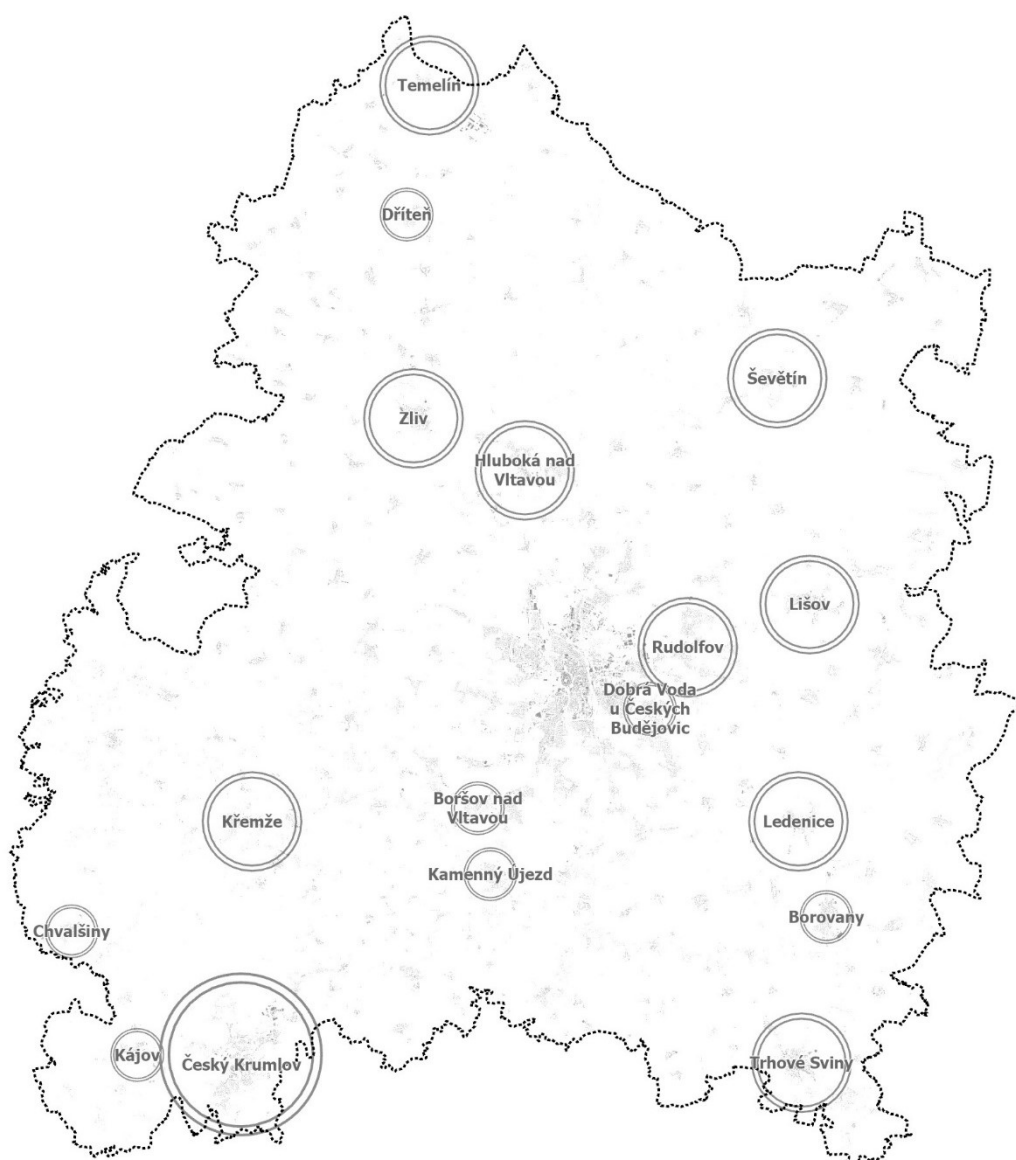 Temelín
Dříteň
Ševětín
Zliv
Hluboká nad
Vltavou
Lišov
Rudolfov
Dobrá Voda
u Českých
Budějovic
Boršov nad
Vltavou
Křemže
Ledenice
Kamenný Újezd
Borovany
Chvalšiny
Kájov
Český Krumlov
Trhové Sviny